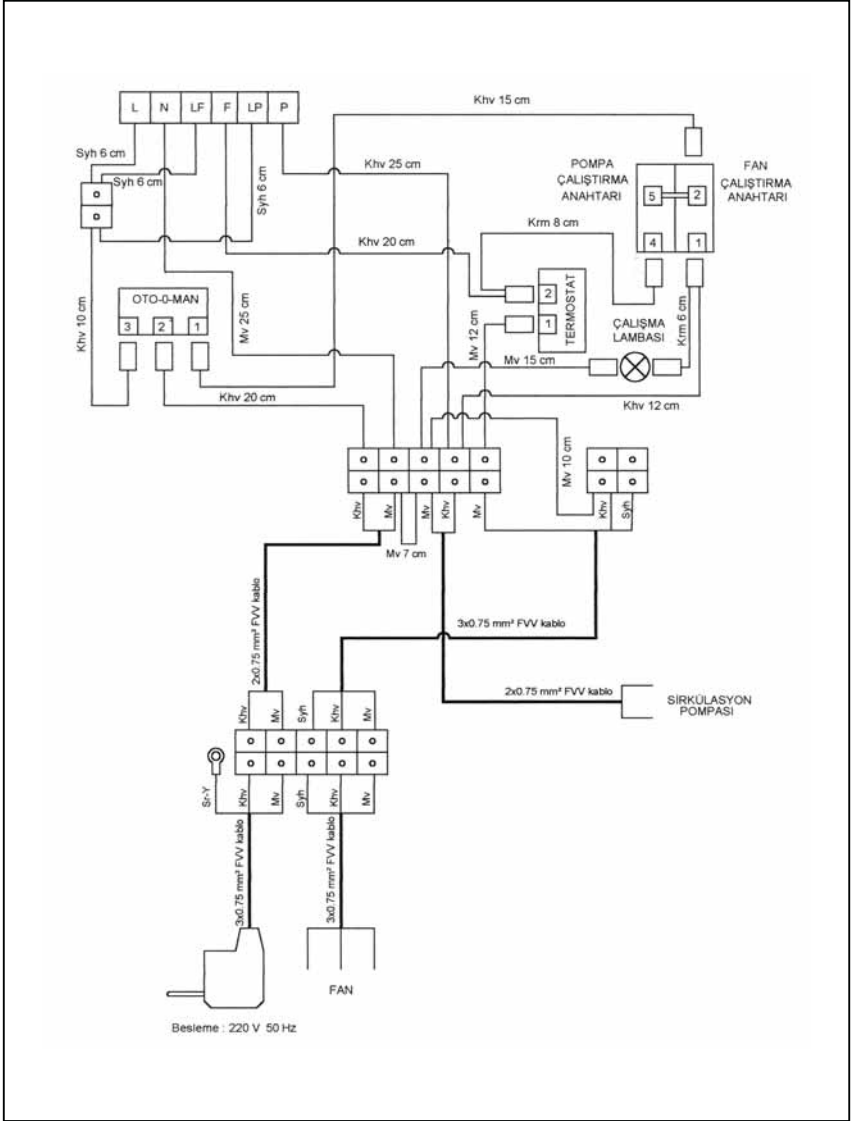 L N LF F LP P
Khv 15 cm
Syh 6 cm
Syh 6 cm
Syh 6 cm
Khv 25 cm
POMPA
ÇALIŞTIRMA
ANAHTARI
5 2
4 1
FAN
ÇALIŞTIRMA
ANAHTARI
Krm 8 cm
Khv 20 cm
Khv 10 cm
OTO-0-MAN
3 2 1
Mv 25 cm
2
1
TERMOSTAT
Mv 12 cm
ÇALIŞMA
LAMBASI
Krm 6 cm
Mv 15 cm
Khv 20 cm
Khv 12 cm
Mv 10 cm
Khv Mv Mv Khv Mv Khv Syh
Mv 7 cm
2x0.75 mm² FVV kablo
3x0.75 mm² FVV kablo
2x0.75 mm² FVV kablo
SİRKÜLASYON
POMPASI
Khv Mv Syh Khv Mv
Sr-Y Khv Mv Syh Khv Mv
3x0.75 mm² FVV kablo
3x0.75 mm² FVV kablo
FAN
Besleme : 220 V 50 Hz